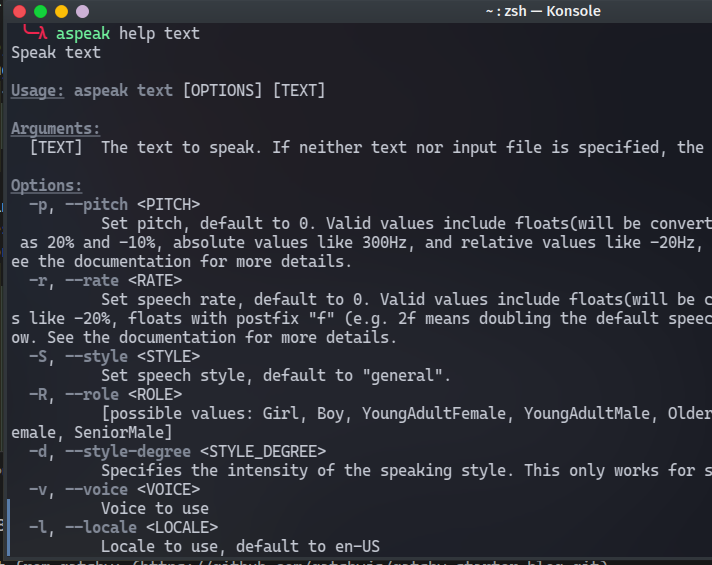 ~ : zsh — Konsole
╰─λ aspeak help text
Speak text
Usage: aspeak text [OPTIONS] [TEXT]
Arguments:
[TEXT]  The text to speak. If neither text nor input file is specified, the
Options:
-p, --pitch <PITCH>
Set pitch, default to 0. Valid values include floats(will be convert
as 20% and -10%, absolute values like 300Hz, and relative values like -20Hz,
ee the documentation for more details.
-r, --rate <RATE>
Set speech rate, default to 0. Valid values include floats(will be c
s like -20%, floats with postfix "f" (e.g. 2f means doubling the default speec
ow. See the documentation for more details.
-S, --style <STYLE>
Set speech style, default to "general".
-R, --role <ROLE>
[possible values: Girl, Boy, YoungAdultFemale, YoungAdultMale, Older
emale, SeniorMale]
-d, --style-degree <STYLE_DEGREE>
Specifies the intensity of the speaking style. This only works for s
-v, --voice <VOICE>
Voice to use
-l, --locale <LOCALE>
Locale to use, default to en-US